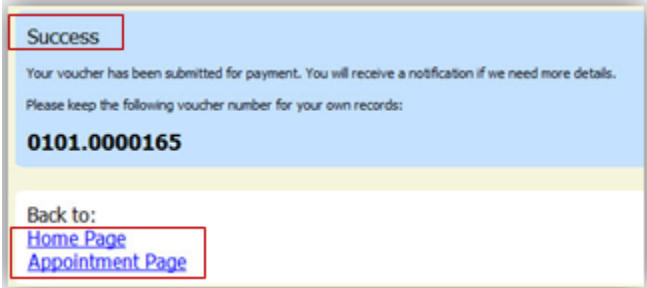 Success
Your voucher has been submitted for payment. You will receive a notification if we need more details.
Please keep the following voucher number for your own records:
0101.0000165
Back to:
Home Page
Appointment Page